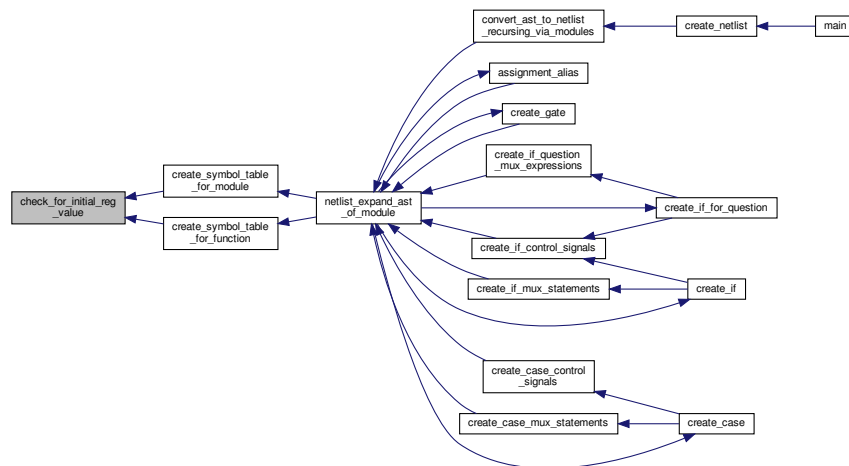 convert_ast_to_netlist
_recursing_via_modules
create_netlist
main
assignment_alias
create_gate
create_if_question
_mux_expressions
create_symbol_table
_for_module
check_for_initial_reg
_value
netlist_expand_ast
_of_module
create_if_for_question
create_symbol_table
_for_function
create_if_control_signals
create_if_mux_statements
create_if
create_case_control
_signals
create_case_mux_statements
create_case